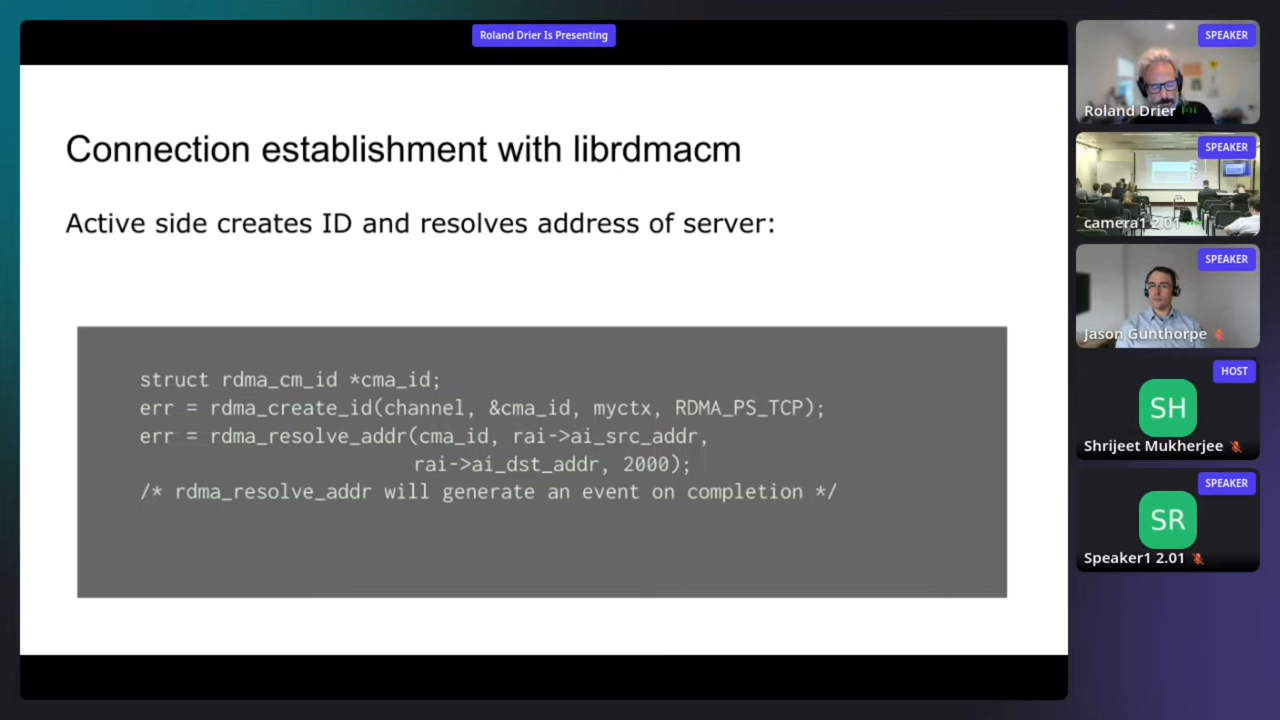 Roland Drier Is Presenting
Connection establishment with librdmacm
Active side creates ID and resolves address of server:
struct rdma_cm_id *cma_id;
err = rdma_create_id(channel, &cma_id, myctx, RDMA_PS_TCP);
err = rdma_resolve_addr(cma_id, rai->ai_src_addr,
rai->ai_dst_addr, 2000);
/* rdma_resolve_addr will generate an event on completion */
SPEAKER
Roland Drier
SPEAKER
camera1 2.01
SPEAKER
Jason Gunthorpe
HOST
SH
Shrijeet Mukherjee
SPEAKER
SR
Speaker1 2.01